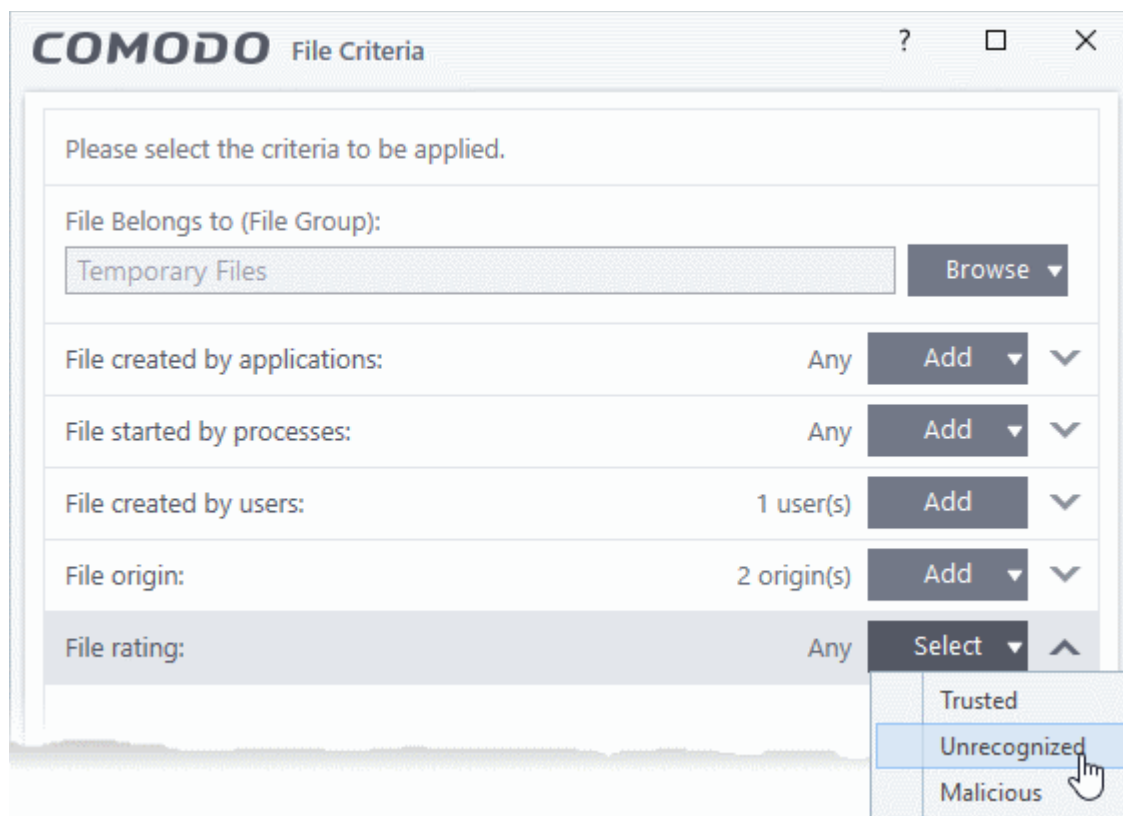 COMODO File Criteria ?
Please select the criteria to be applied.
File Belongs to (File Group):
Temporary Files Browse
File created by applications: Any Add
File started by processes: Any Add
File created by users: 1 user(s) Add
File origin: 2 origin(s) Add
File rating: Any Select
Trusted
Unrecognized
Malicious